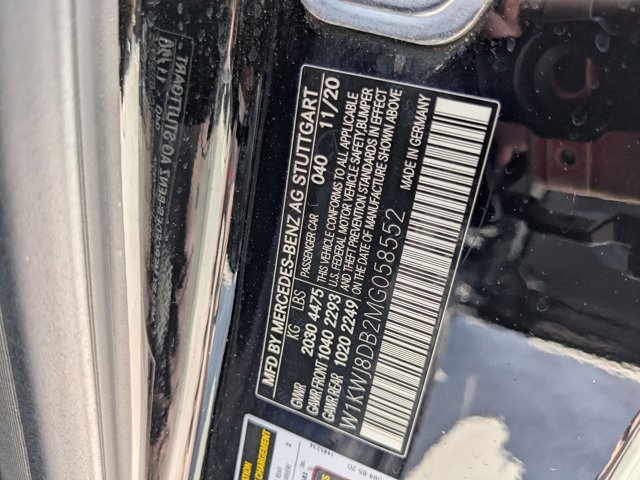 MFD BY MERCEDES-BENZ AG STUTTGART
KG LBS PASSENGER CAR 040 11/20
GVWR 2030 4475
GAWR FRONT 1040 2293
GAWR REAR 1020 2249
THIS VEHICLE CONFORMS TO ALL APPLICABLE
U.S. FEDERAL MOTOR VEHICLE SAFETY, BUMPER
AND THEFT PREVENTION STANDARDS IN EFFECT
ON THE DATE OF MANUFACTURE SHOWN ABOVE
W1KWJ8DB2MG058552 MADE IN GERMANY